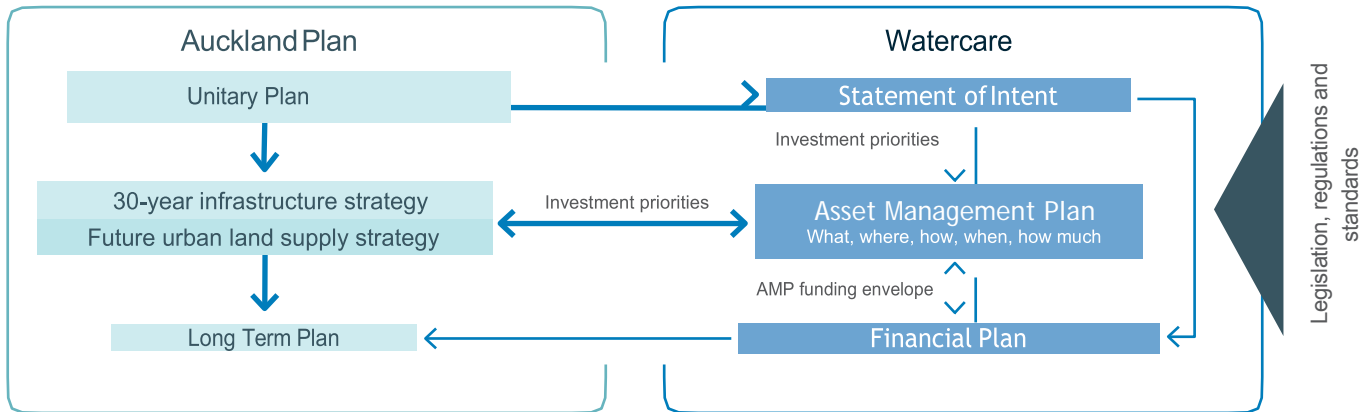 Auckland Plan
Watercare
Unitary Plan
Statement of Intent
Investment priorities
30-year infrastructure strategy
Future urban land supply strategy
Investment priorities
Asset Management Plan
What, where, how, when, how much
AMP funding envelope
Long Term Plan
Financial Plan
Legislation, regulations and
standards